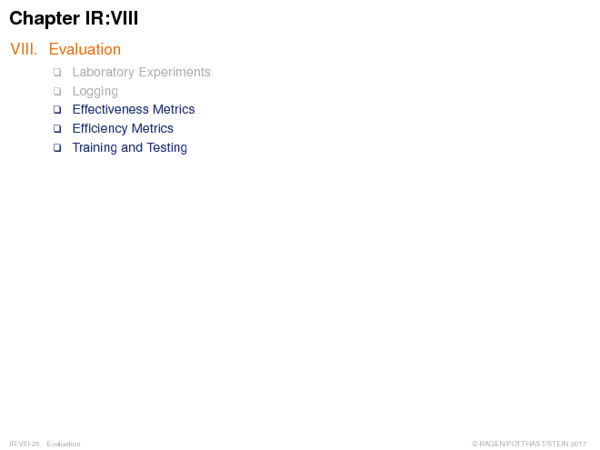 Chapter IR:VIII
VIII. Evaluation
❑ Laboratory Experiments
❑ Logging
❑ Effectiveness Metrics
❑ Efficiency Metrics
❑ Training and Testing
IR:VIII-25 Evaluation © HAGEN/POTTHAST/STEIN 2017